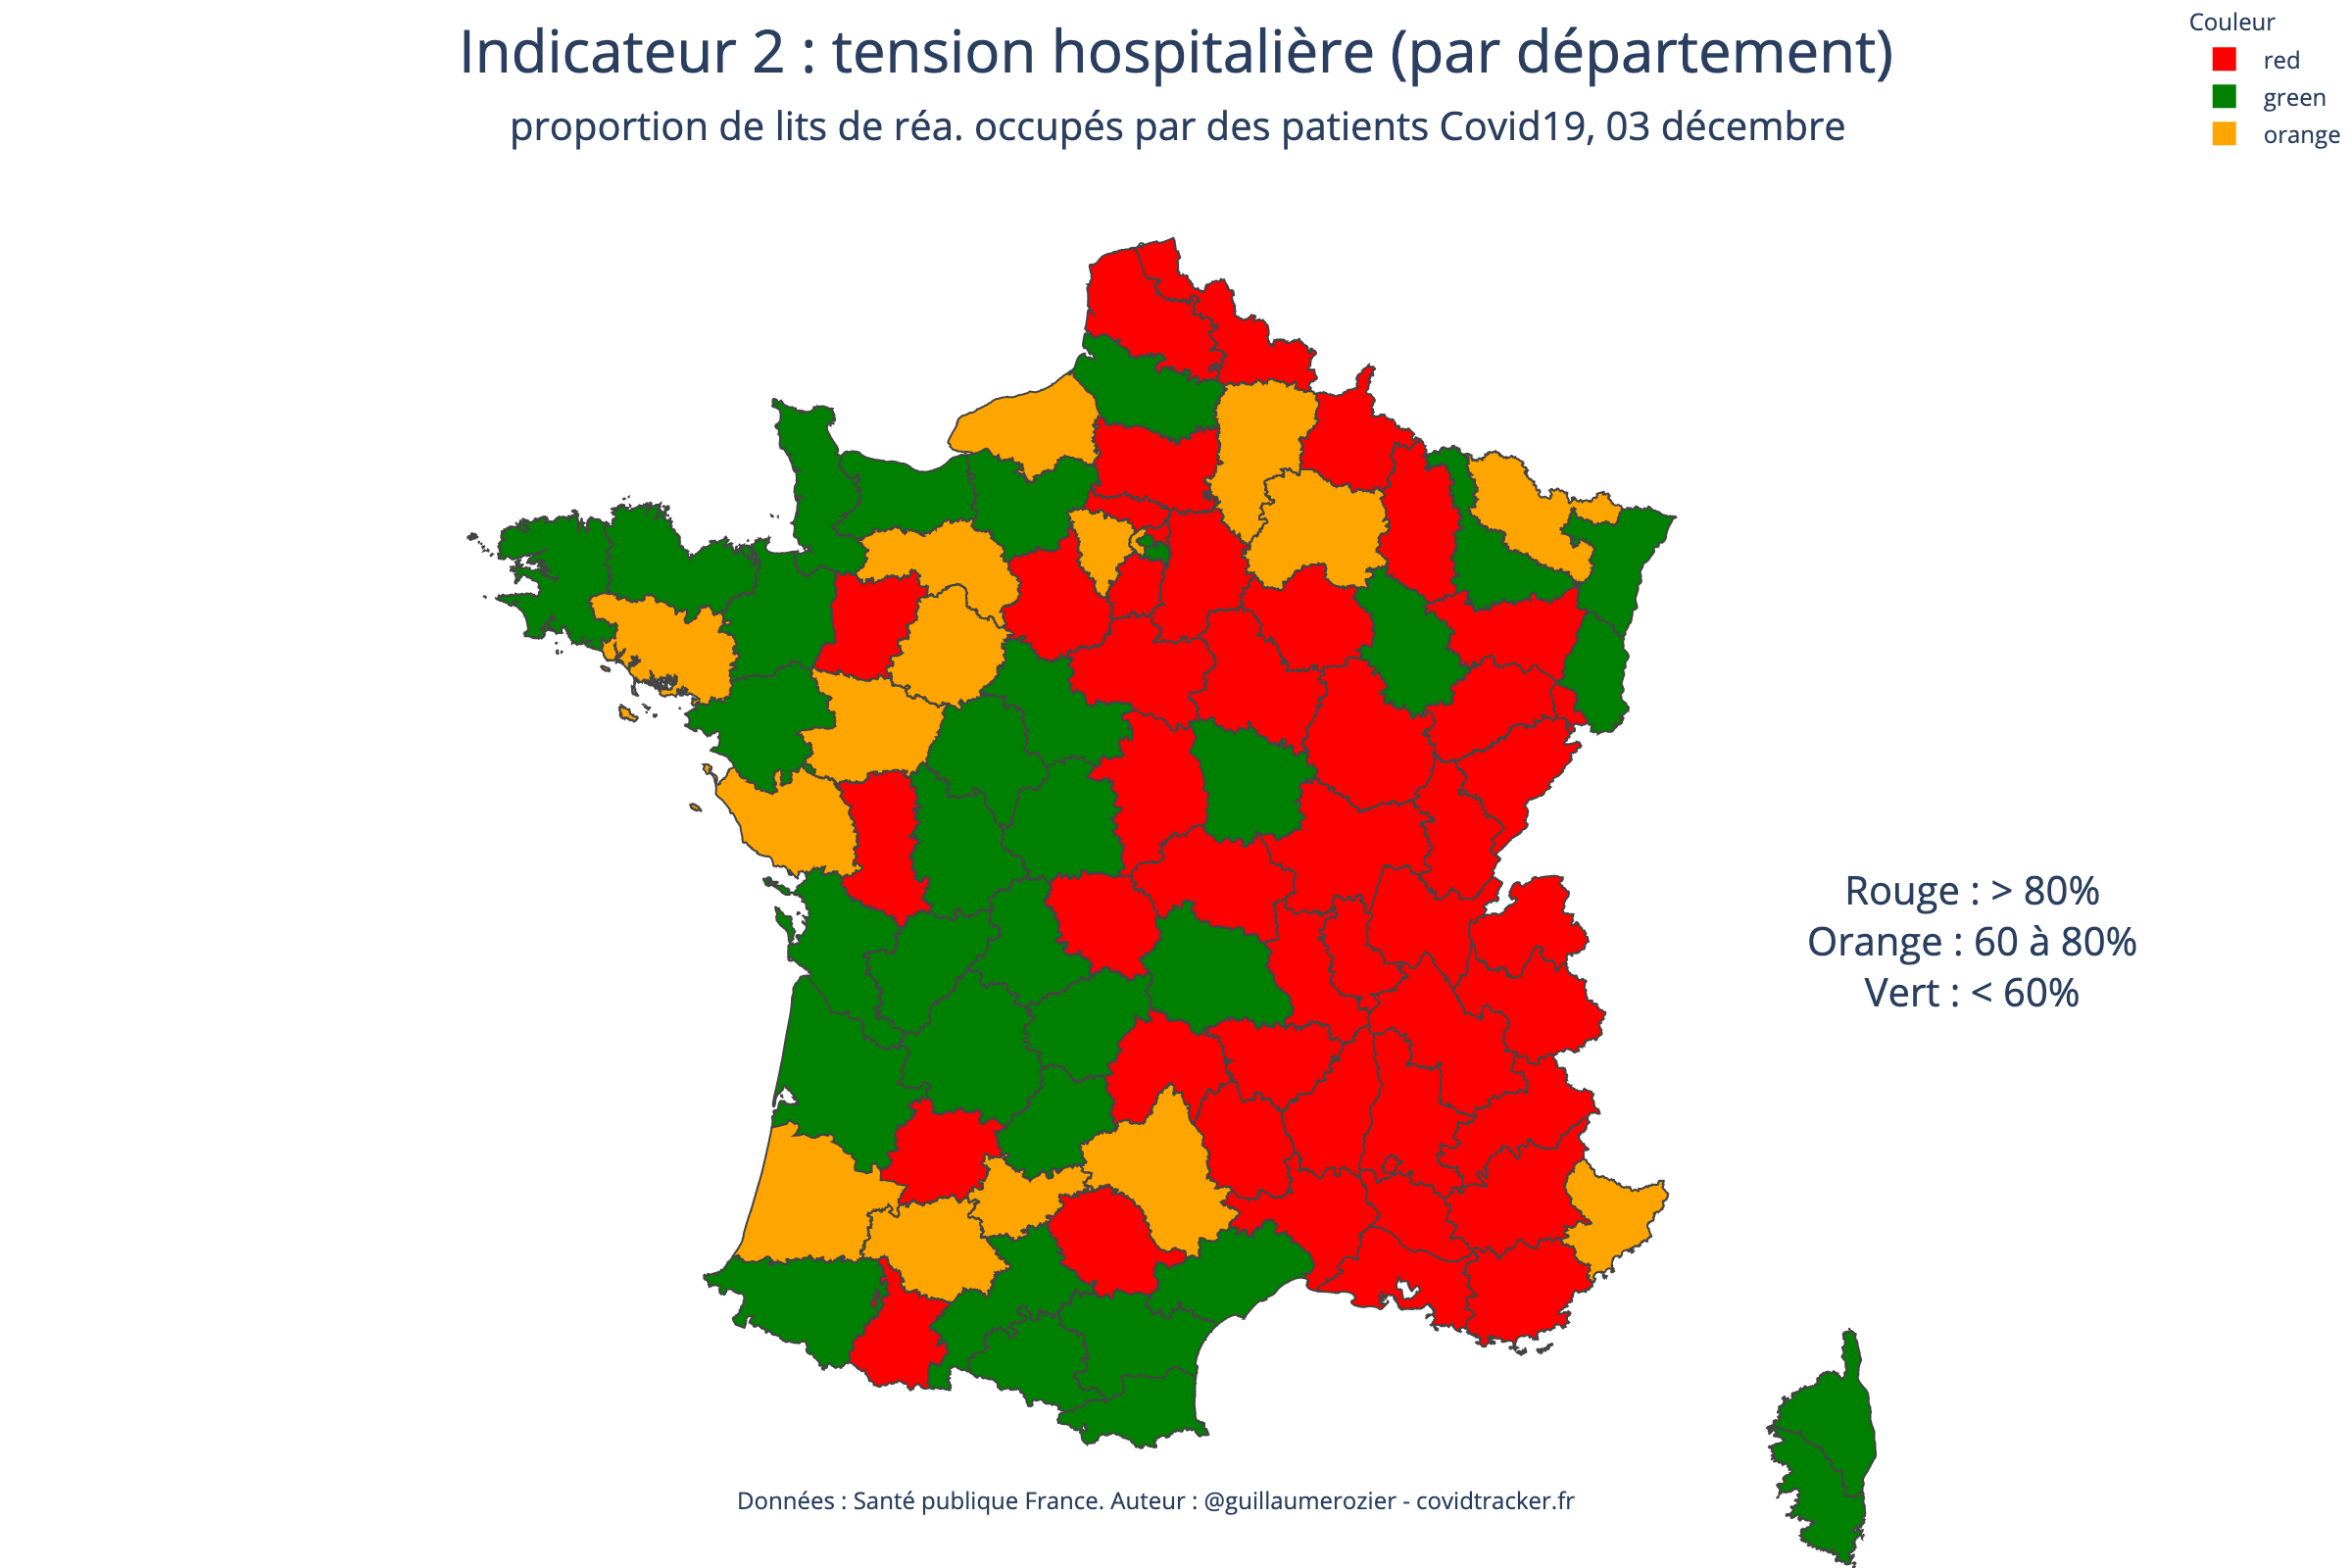 Indicateur 2 : tension hospitalière (par département)
proportion de lits de réa. occupés par des patients Covid19, 03 décembre
Couleur
red
green
orange
Rouge : > 80%
Orange : 60 à 80%
Vert : < 60%
Données : Santé publique France. Auteur : @guillaumerozier - covidtracker.fr